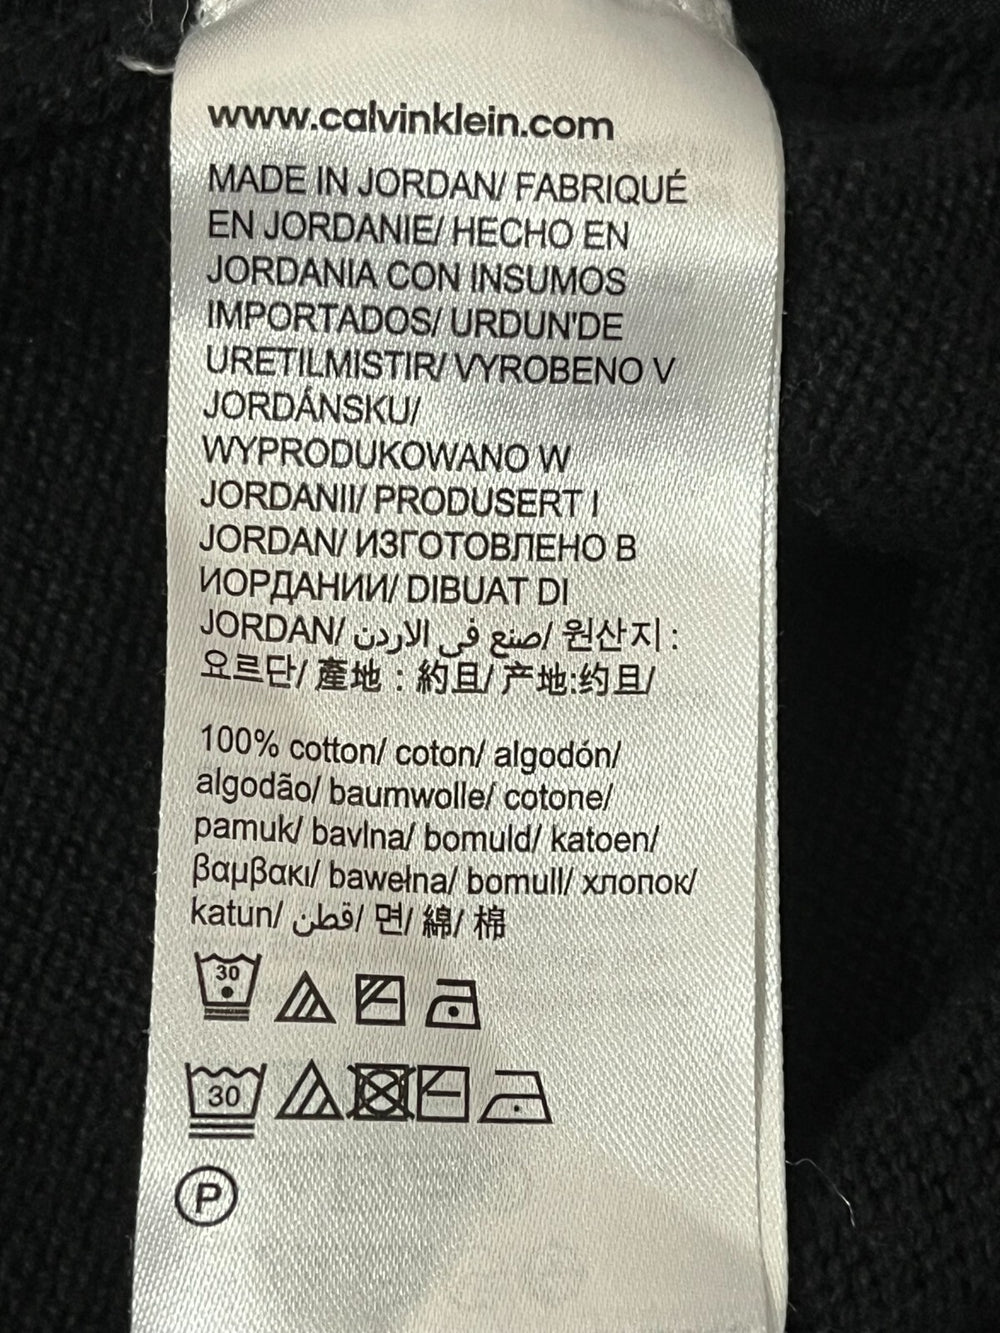 www.calvinklein.com
MADE IN JORDAN/ FABRIQUÉ
EN JORDANIE/ HECHO EN
JORDANIA CON INSUMOS
IMPORTADOS/ URDUN'DE
URETILMISTIR/ VYROBENO V
JORDÁNSKU/
WYPRODUKOWANO W
JORDANII/ PRODUSERT I
JORDAN/ ИЗГОТОВЛЕНО В
ИОРДАНИИ/ DIBUAT DI
JORDAN/ صنع في الاردن/ 원산지 :
요르단/ 產地 : 約旦/ 产地:约旦/
100% cotton/ coton/ algodón/
algodão/ baumwolle/ cotone/
pamuk/ bavlna/ bomuld/ katoen/
βαμβακι/ bawełna/ bomull/ хлопок/
katun/ قطن/ 면/ 綿/ 棉
30
30
P